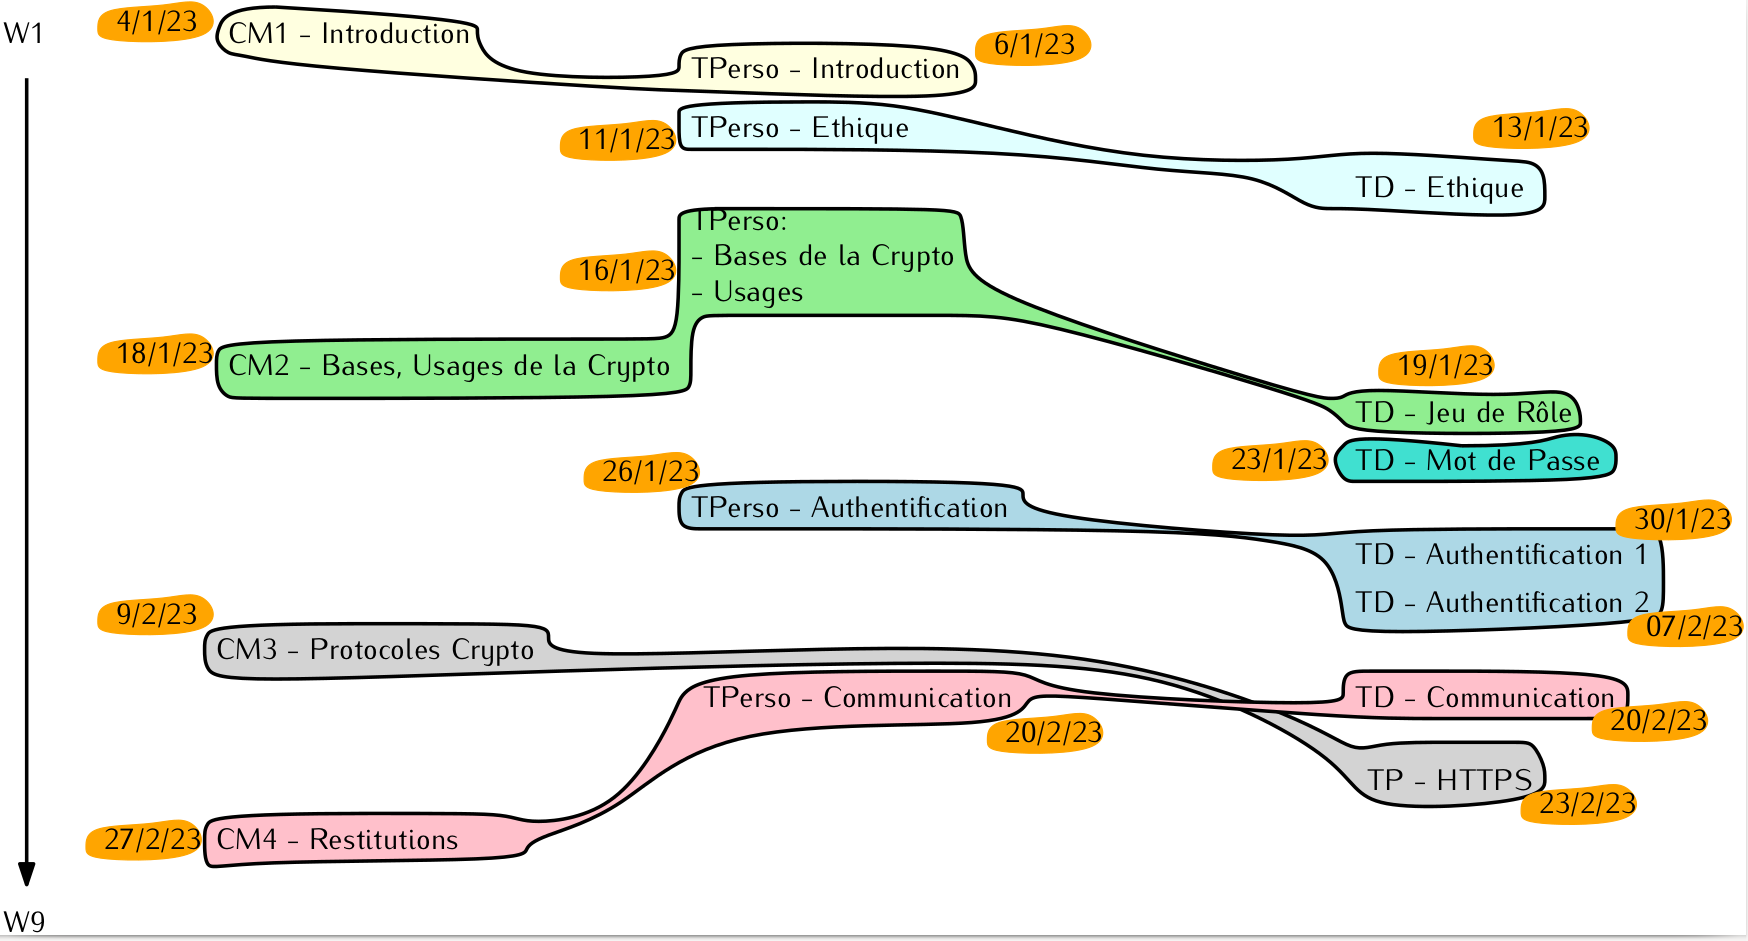 W1
4/1/23
CM1 - Introduction
TPerso - Introduction
6/1/23
11/1/23
TPerso - Ethique
13/1/23
TD - Ethique
16/1/23
TPerso:
- Bases de la Crypto
- Usages
18/1/23
CM2 - Bases, Usages de la Crypto
19/1/23
TD - Jeu de Rôle
23/1/23
TD - Mot de Passe
26/1/23
TPerso - Authentification
30/1/23
TD - Authentification 1
TD - Authentification 2
07/2/23
9/2/23
CM3 - Protocoles Crypto
TPerso - Communication
20/2/23
TD - Communication
20/2/23
TP - HTTPS
23/2/23
27/2/23
CM4 - Restitutions
W9